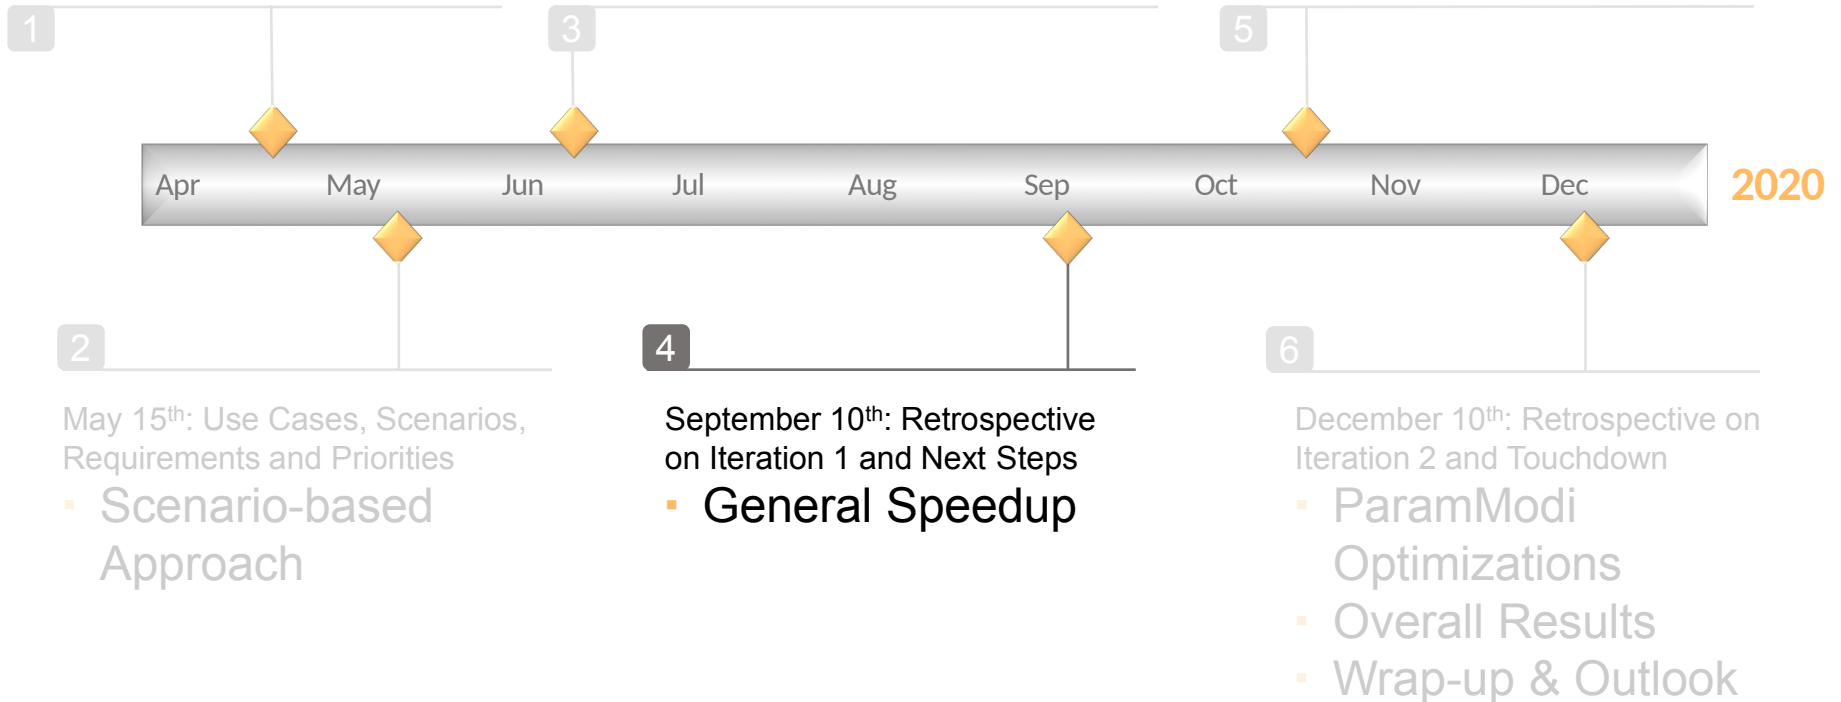 1
3
5
Apr May Jun Jul Aug Sep Oct Nov Dec 2020
2
May 15th: Use Cases, Scenarios,
Requirements and Priorities
▪ Scenario-based
Approach
4
September 10th: Retrospective
on Iteration 1 and Next Steps
▪ General Speedup
6
December 10th: Retrospective on
Iteration 2 and Touchdown
▪ ParamModi
Optimizations
▪ Overall Results
▪ Wrap-up & Outlook